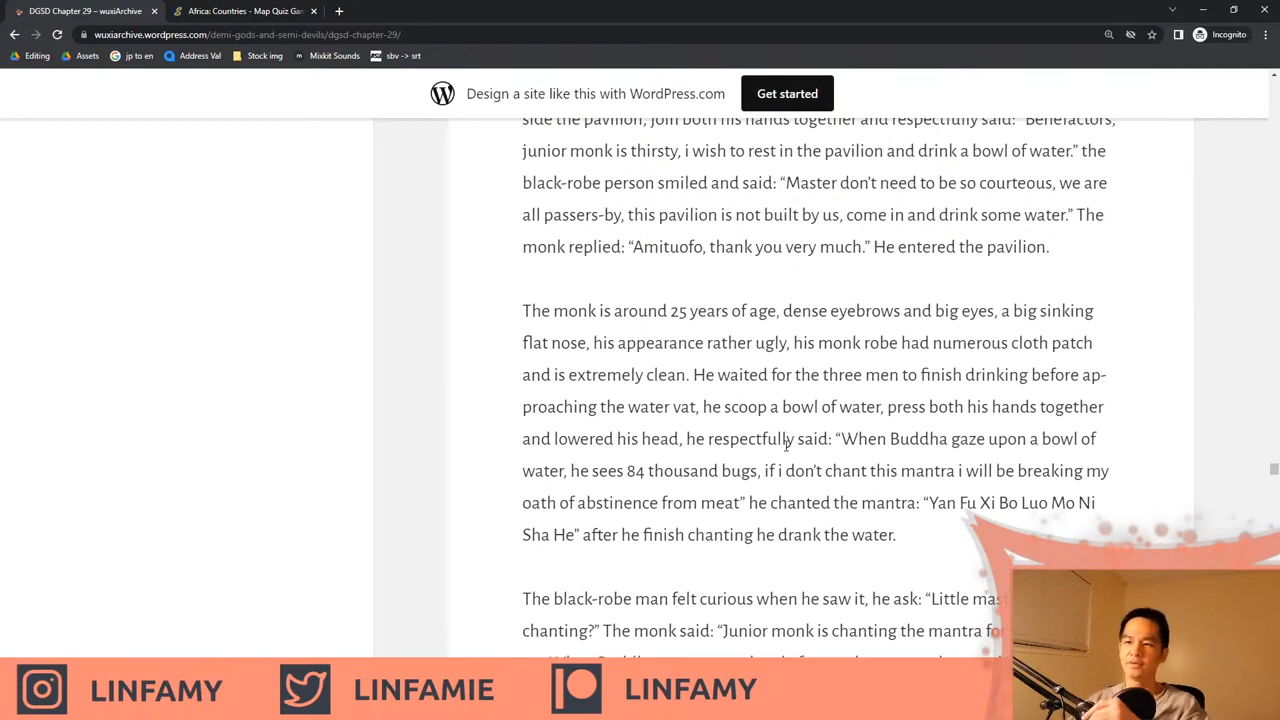 DGSD Chapter 29 – wuxiArchive
Africa: Countries - Map Quiz Gam
wuxiarchive.wordpress.com/demi-gods-and-semi-devils/dgsd-chapter-29/
Incognito
Editing Assets jp to en Address Val Stock img Mixkit Sounds sbv -> srt
Design a site like this with WordPress.com Get started
side the pavilion, join both his hands together and respectfully said: “Benefactors,
junior monk is thirsty, i wish to rest in the pavilion and drink a bowl of water.” the
black-robe person smiled and said: “Master don’t need to be so courteous, we are
all passers-by, this pavilion is not built by us, come in and drink some water.” The
monk replied: “Amituofo, thank you very much.” He entered the pavilion.
The monk is around 25 years of age, dense eyebrows and big eyes, a big sinking
flat nose, his appearance rather ugly, his monk robe had numerous cloth patch
and is extremely clean. He waited for the three men to finish drinking before ap-
proaching the water vat, he scoop a bowl of water, press both his hands together
and lowered his head, he respectfully said: “When Buddha gaze upon a bowl of
water, he sees 84 thousand bugs, if i don’t chant this mantra i will be breaking my
oath of abstinence from meat” he chanted the mantra: “Yan Fu Xi Bo Luo Mo Ni
Sha He” after he finish chanting he drank the water.
The black-robe man felt curious when he saw it, he ask: “Little mas
chanting?” The monk said: “Junior monk is chanting the mantra fo
LINFAMY LINFAMIE LINFAMY